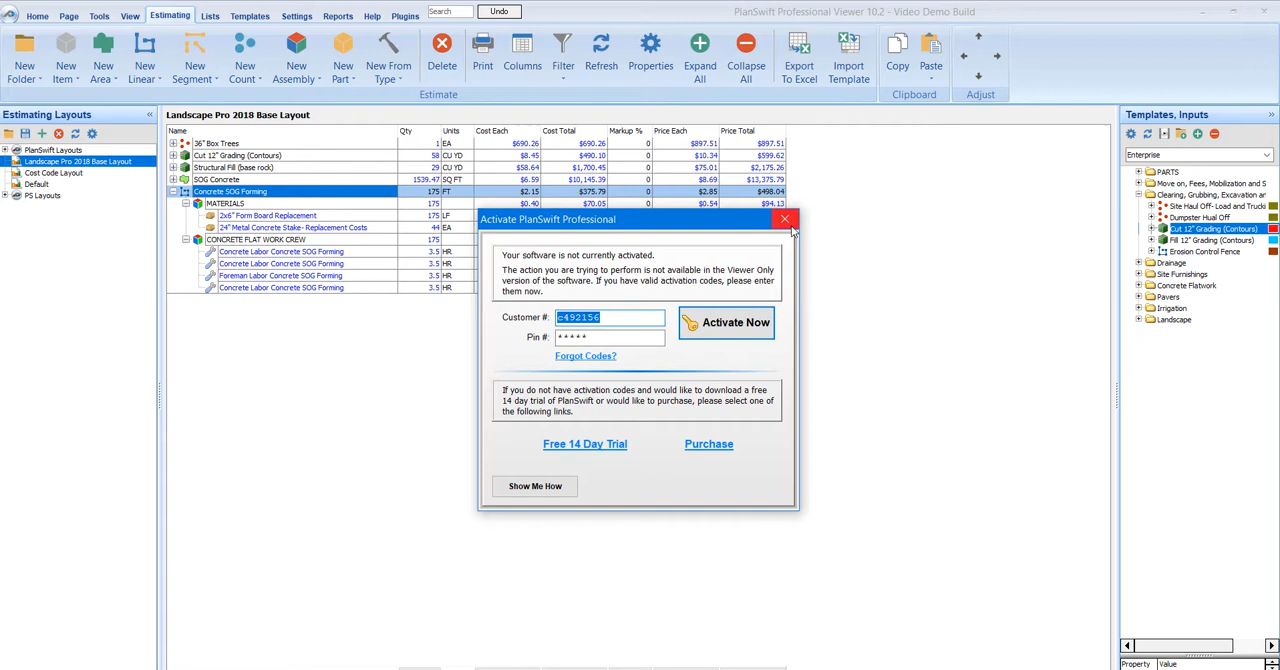 Home Page Tools View Estimating Lists Templates Settings Reports Help Plugins Search Undo PlanSwift Professional Viewer 10.2 - Video Demo Build
New Folder New Item New Area New Linear New Segment New Count New Assembly New Part New From Type Delete Print Columns Filter Refresh Properties Expand All Collapse All Export To Excel Import Template Copy Paste
Estimate Clipboard Adjust
Estimating Layouts «
PlanSwift Layouts
Landscape Pro 2018 Base Layout
Cost Code Layout
Default
PS Layouts
Landscape Pro 2018 Base Layout
Name Qty Units Cost Each Cost Total Markup % Price Each Price Total
36" Box Trees 1 EA $690.26 $690.26 0 $897.51 $897.51
Cut 12" Grading (Contours) 58 CU YD $8.45 $490.10 0 $10.34 $599.62
Structural Fill (base rock) 29 CU YD $58.64 $1,700.45 0 $75.01 $2,175.26
SOG Concrete 1539.47 SQ FT $6.59 $10,145.39 0 $8.69 $13,375.79
Concrete SOG Forming 175 FT $2.15 $375.79 0 $2.85 $498.04
MATERIALS 175 $0.40 $70.05 0 $0.54 $94.13
2x6" Form Board Replacement 175 LF
24" Metal Concrete Stake- Replacement Costs 44 EA
CONCRETE FLAT WORK CREW 175
Concrete Labor Concrete SOG Forming 3.5 HR
Concrete Labor Concrete SOG Forming 3.5 HR
Foreman Labor Concrete SOG Forming 3.5 HR
Concrete Labor Concrete SOG Forming 3.5 HR
Activate PlanSwift Professional
Your software is not currently activated.
The action you are trying to perform is not available in the Viewer Only
version of the software. If you have valid activation codes, please enter
them now.
Customer #: c492156
Pin #: *****
Activate Now
Forgot Codes?
If you do not have activation codes and would like to download a free
14 day trial of PlanSwift or would like to purchase, please select one of
the following links.
Free 14 Day Trial Purchase
Show Me How
Templates, Inputs »
Enterprise
PARTS
Move on, Fees, Mobilization and S
Clearing, Grubbing, Excavation an
Site Haul Off- Load and Trucki
Dumpster Hual Off
Cut 12" Grading (Contours)
Fill 12" Grading (Contours)
Erosion Control Fence
Drainage
Site Furnishings
Concrete Flatwork
Pavers
Irrigation
Landscape
Property Value